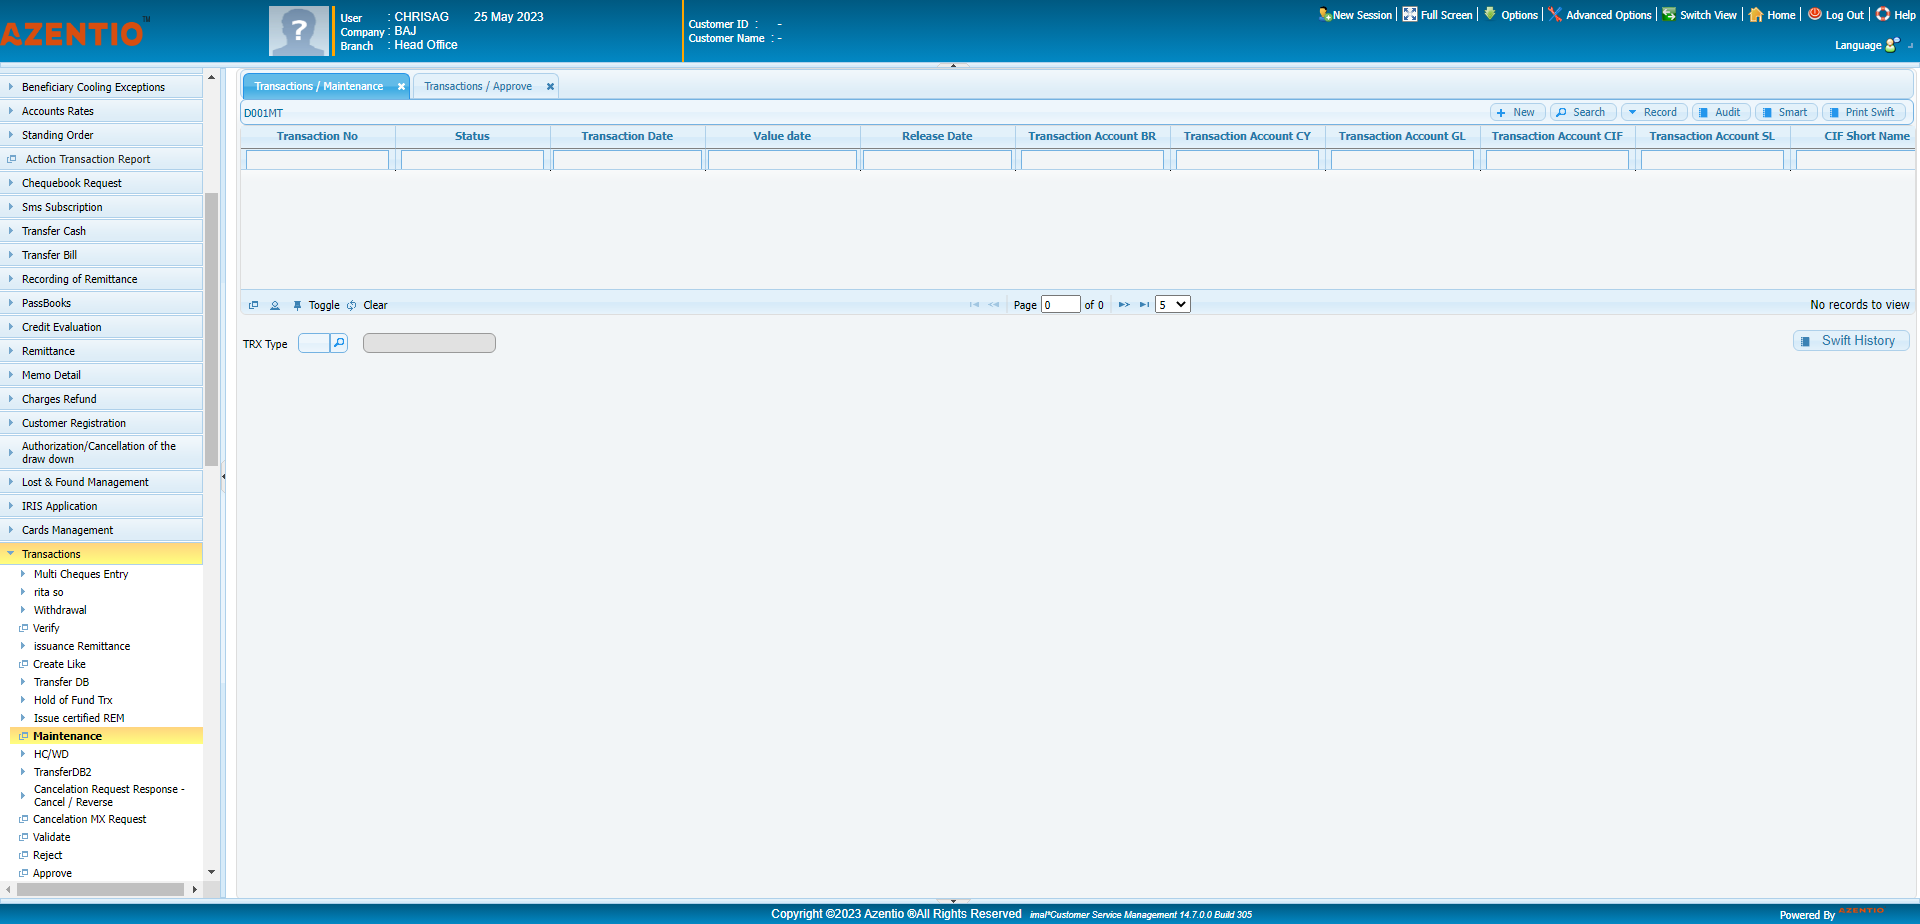 AZENTIO™
User : CHRISAG 25 May 2023
Company : BAJ
Branch : Head Office
Customer ID : -
Customer Name : -
New Session
Full Screen
Options
Advanced Options
Switch View
Home
Log Out
Help
Language
Beneficiary Cooling Exceptions
Accounts Rates
Standing Order
Action Transaction Report
Chequebook Request
Sms Subscription
Transfer Cash
Transfer Bill
Recording of Remittance
PassBooks
Credit Evaluation
Remittance
Memo Detail
Charges Refund
Customer Registration
Authorization/Cancellation of the
draw down
Lost & Found Management
IRIS Application
Cards Management
Transactions
Multi Cheques Entry
rita so
Withdrawal
Verify
issuance Remittance
Create Like
Transfer DB
Hold of Fund Trx
Issue certified REM
Maintenance
HC/WD
TransferDB2
Cancelation Request Response -
Cancel / Reverse
Cancelation MX Request
Validate
Reject
Approve
Transactions / Maintenance
Transactions / Approve
D001MT
New
Search
Record
Audit
Smart
Print Swift
Transaction No
Status
Transaction Date
Value date
Release Date
Transaction Account BR
Transaction Account CY
Transaction Account GL
Transaction Account CIF
Transaction Account SL
CIF Short Name
Toggle
Clear
Page 0 of 0
5
No records to view
TRX Type
Swift History
Copyright ©2023 Azentio ®All Rights Reserved imal*Customer Service Management 14.7.0.0 Build 305
Powered By AZENTIO